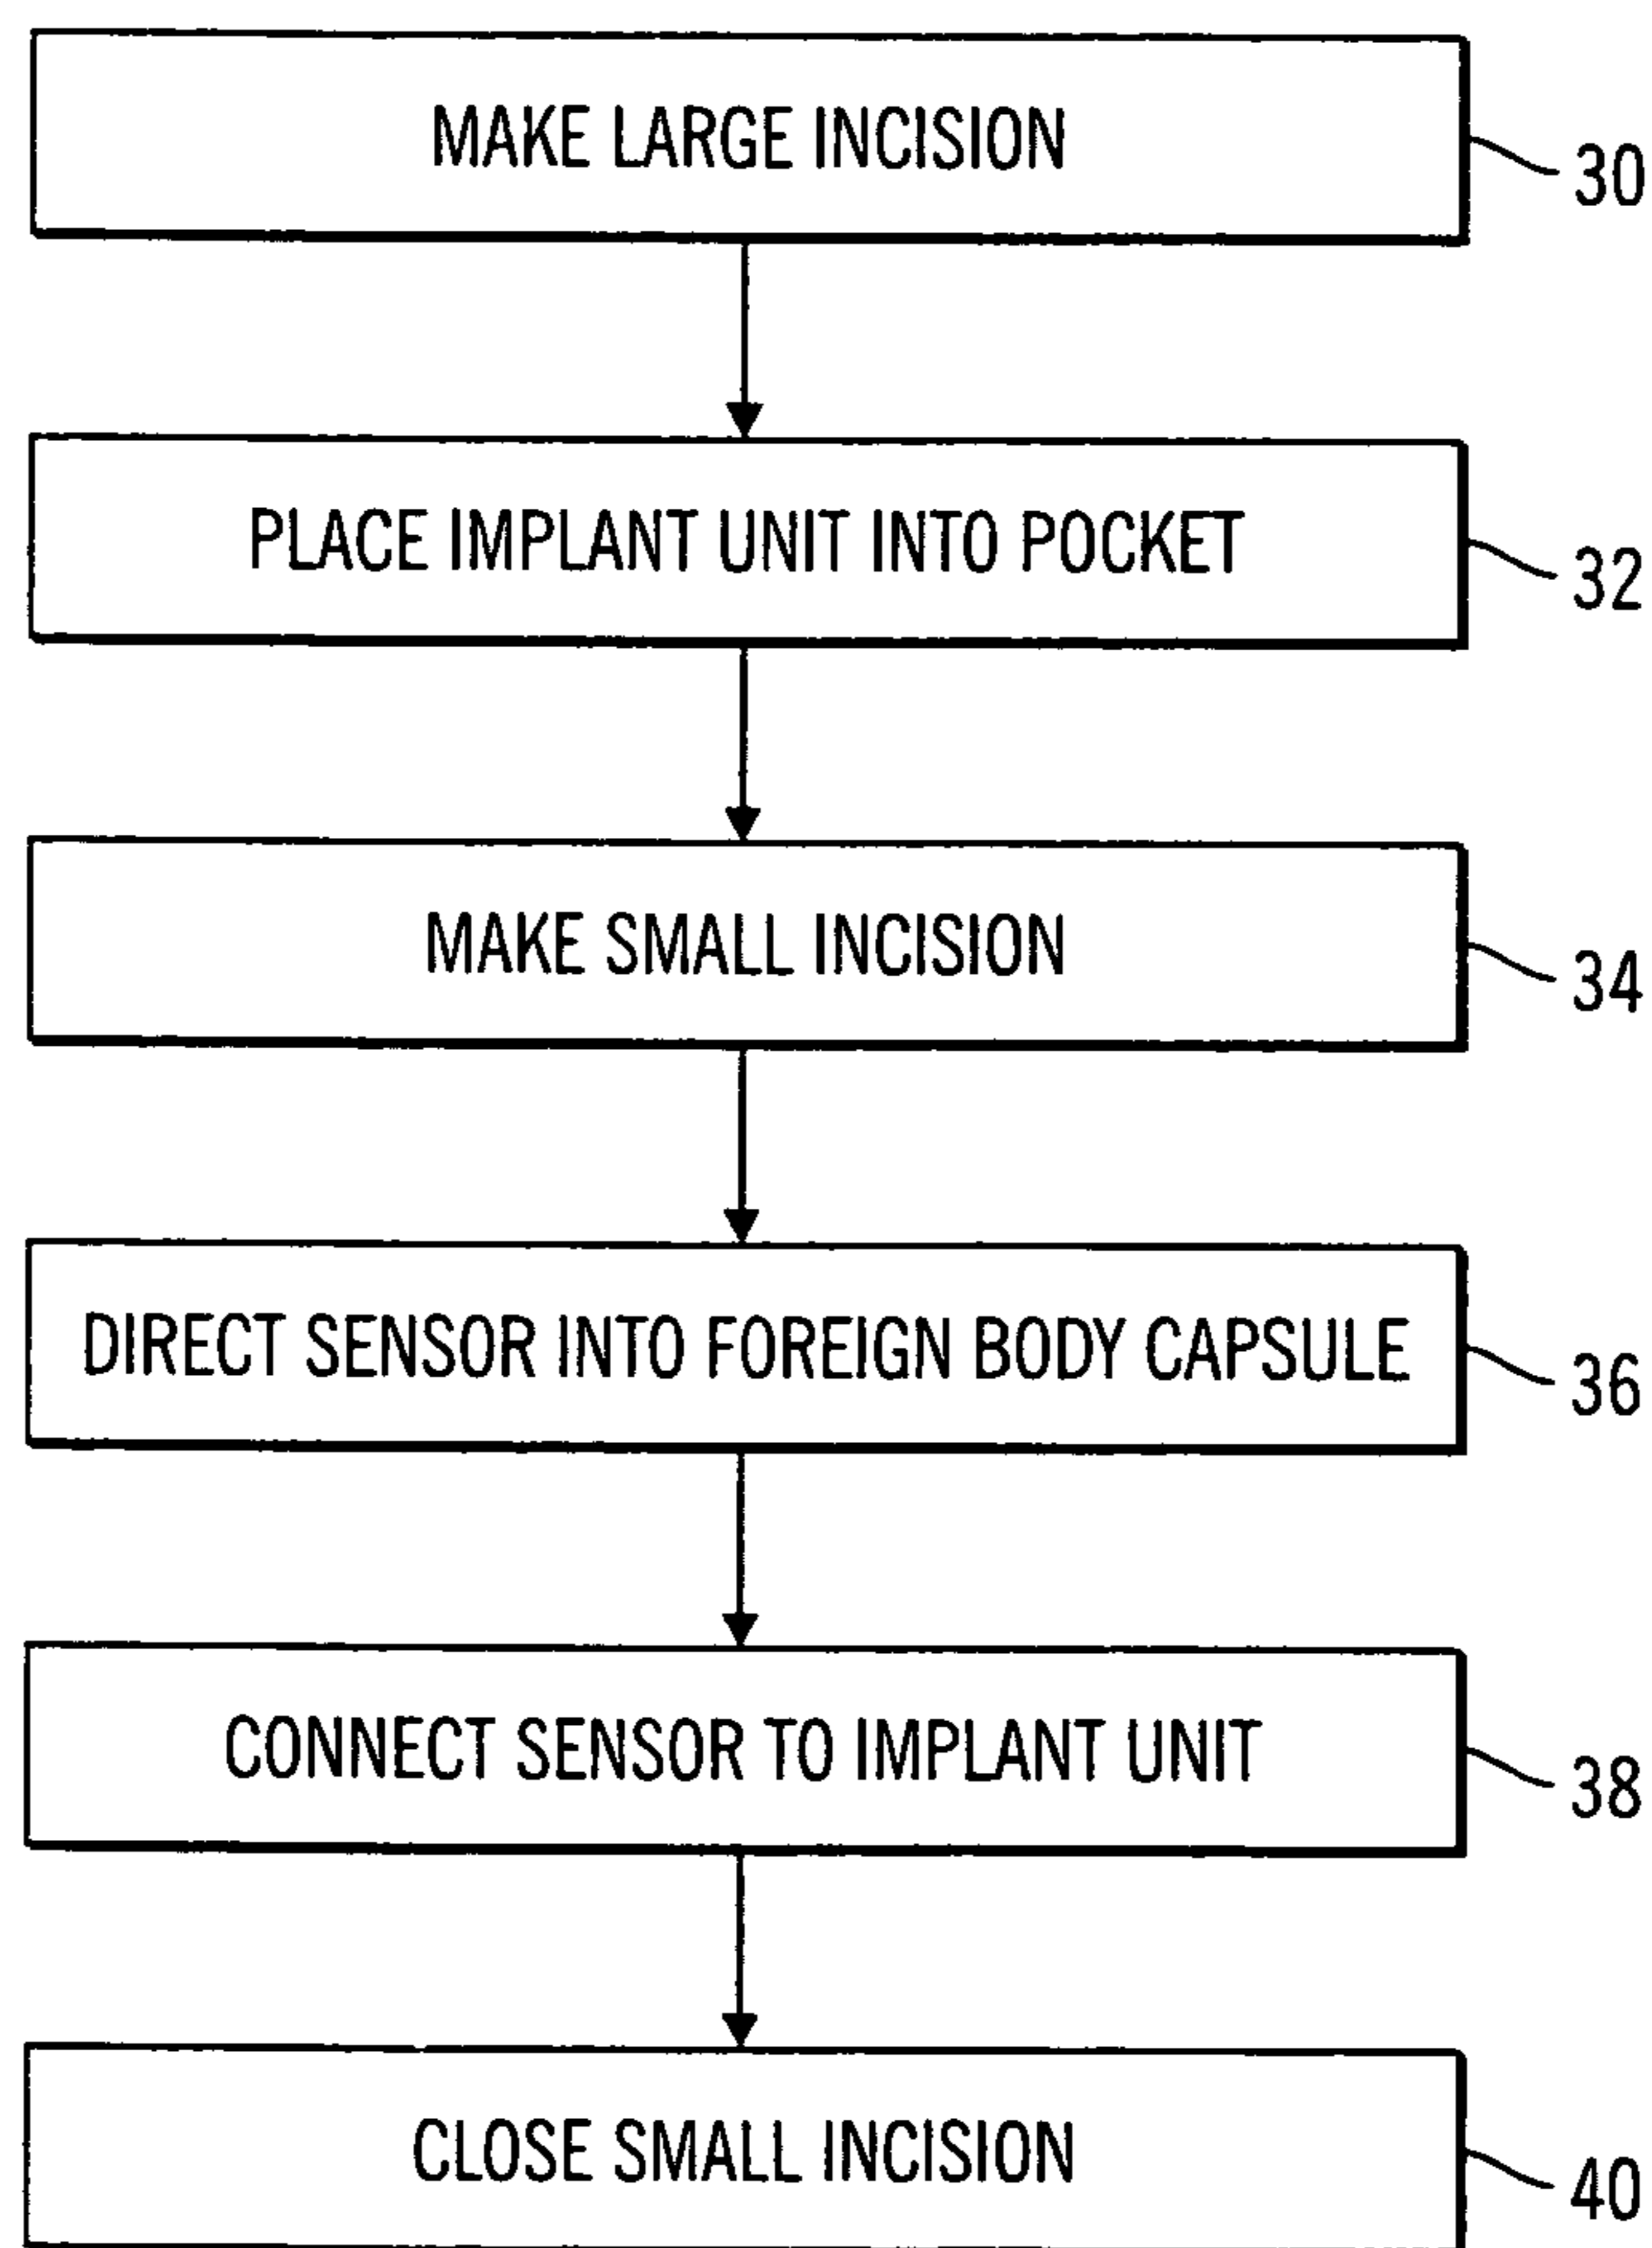 MAKE LARGE INCISION
30
PLACE IMPLANT UNIT INTO POCKET
32
MAKE SMALL INCISION
34
DIRECT SENSOR INTO FOREIGN BODY CAPSULE
36
CONNECT SENSOR TO IMPLANT UNIT
38
CLOSE SMALL INCISION
40